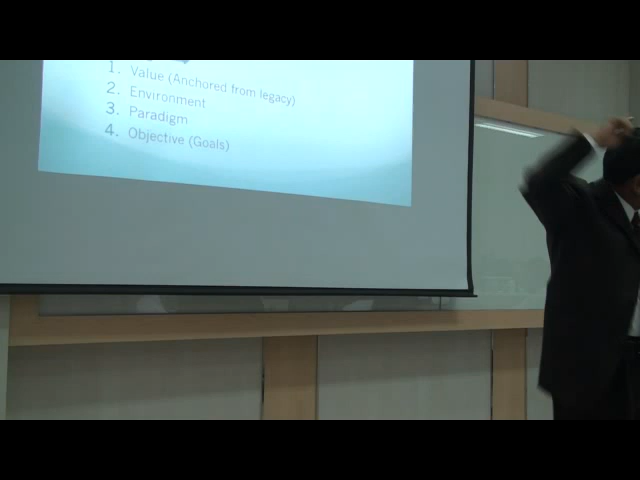 1. Value (Anchored from legacy)
2. Environment
3. Paradigm
4. Objective (Goals)